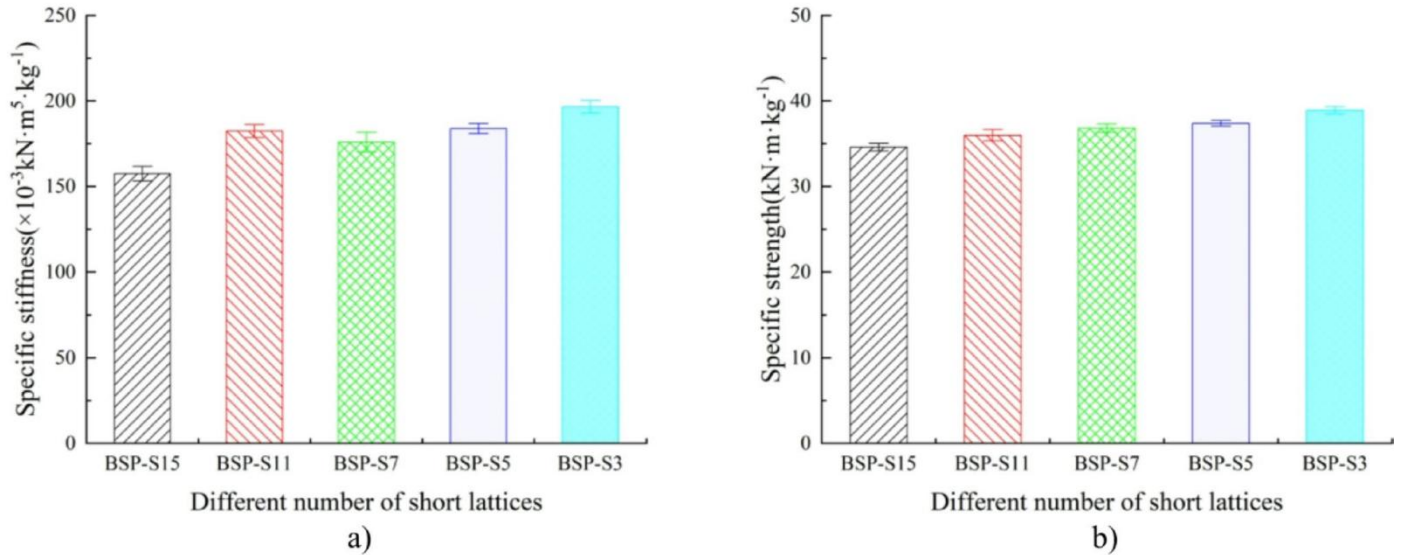 Specific stiffness(×10⁻³kN·m⁵·kg⁻¹)
250
200
150
100
50
0
BSP-S15 BSP-S11 BSP-S7 BSP-S5 BSP-S3
Different number of short lattices
a)
Specific strength(kN·m·kg⁻¹)
50
40
30
20
10
0
BSP-S15 BSP-S11 BSP-S7 BSP-S5 BSP-S3
Different number of short lattices
b)